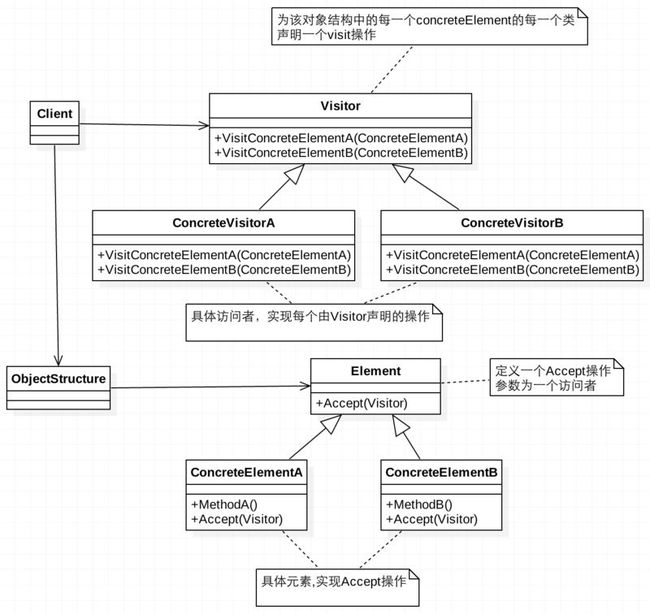 为该对象结构中的每一个concreteElement的每一个类
声明一个visit操作
Visitor
Client
+VisitConcreteElementA(ConcreteElementA)
+VisitConcreteElementB(ConcreteElementB)
ConcreteVisitorA
ConcreteVisitorB
+VisitConcreteElementA(ConcreteElementA)
+VisitConcreteElementB(ConcreteElementB)
+VisitConcreteElementA(ConcreteElementA)
+VisitConcreteElementB(ConcreteElementB)
具体访问者，实现每个由Visitor声明的操作
ObjectStructure
Element
+Accept(Visitor)
定义一个Accept操作
参数为一个访问者
ConcreteElementA
ConcreteElementB
+MethodA()
+Accept(Visitor)
+MethodB()
+Accept(Visitor)
具体元素,实现Accept操作